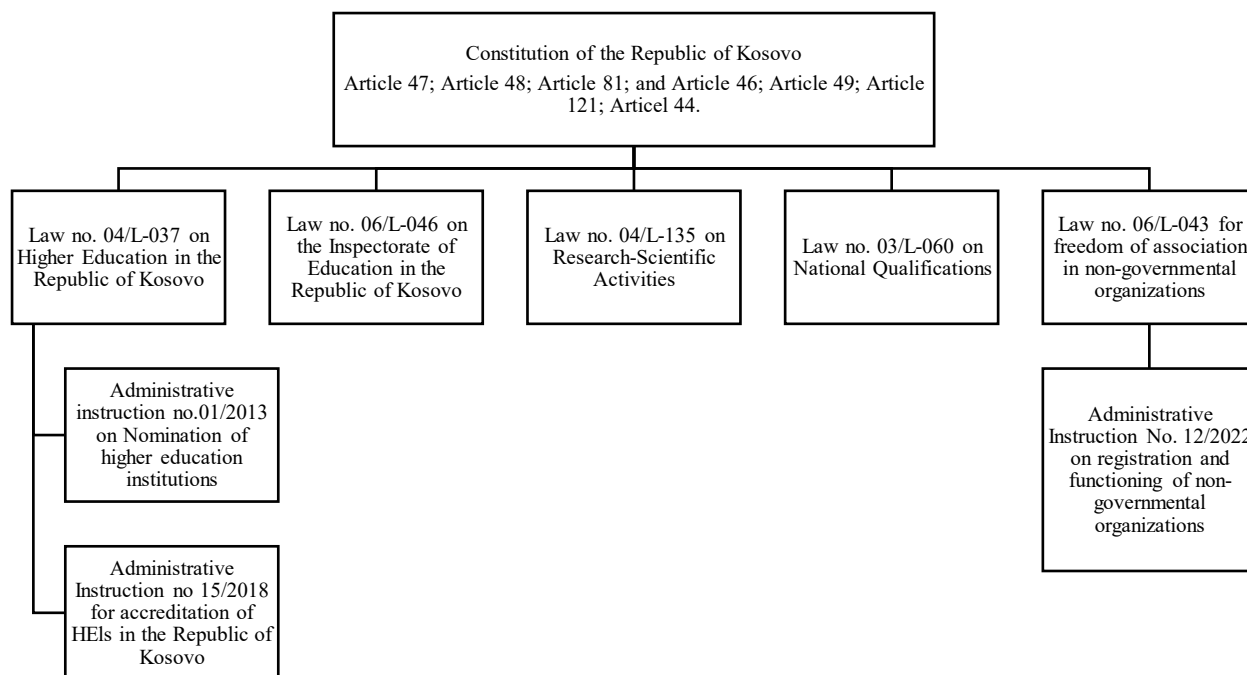 Constitution of the Republic of Kosovo
Article 47; Article 48; Article 81; and Article 46; Article 49; Article
121; Articel 44.
Law no. 04/L-037 on
Higher Education in the
Republic of Kosovo
Law no. 06/L-046 on
the Inspectorate of
Education in the
Republic of Kosovo
Law no. 04/L-135 on
Research-Scientific
Activities
Law no. 03/L-060 on
National Qualifications
Law no. 06/L-043 for
freedom of association
in non-governmental
organizations
Administrative
instruction no.01/2013
on Nomination of
higher education
institutions
Administrative
Instruction No. 12/2022
on registration and
functioning of non-
governmental
organizations
Administrative
Instruction no 15/2018
for accreditation of
HEls in the Republic of
Kosovo